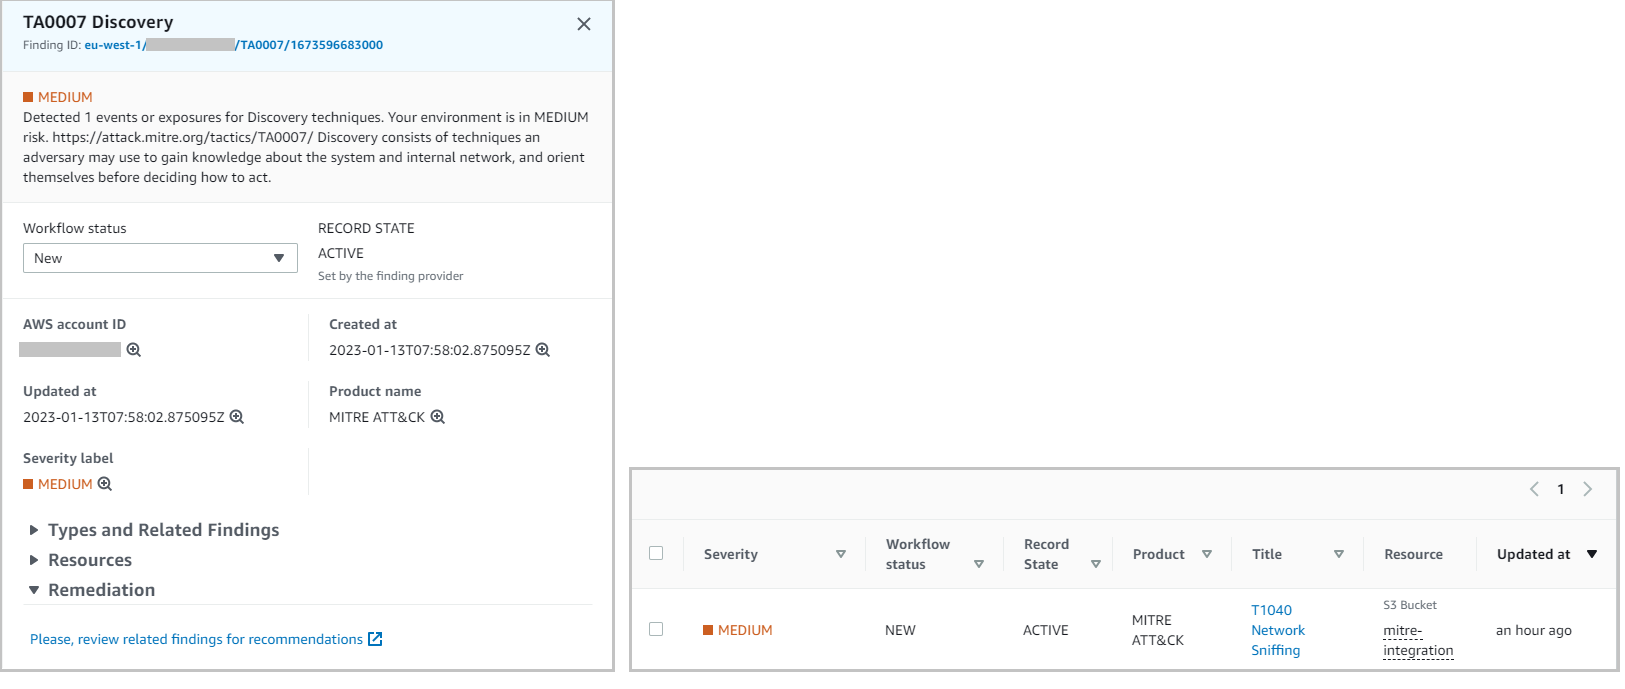 TA0007 Discovery
Finding ID: eu-west-1/ /TA0007/1673596683000
MEDIUM
Detected 1 events or exposures for Discovery techniques. Your environment is in MEDIUM
risk. https://attack.mitre.org/tactics/TA0007/ Discovery consists of techniques an
adversary may use to gain knowledge about the system and internal network, and orient
themselves before deciding how to act.
Workflow status
New
RECORD STATE
ACTIVE
Set by the finding provider
AWS account ID
Created at
2023-01-13T07:58:02.875095Z
Updated at
2023-01-13T07:58:02.875095Z
Product name
MITRE ATT&CK
Severity label
MEDIUM
Types and Related Findings
Resources
Remediation
Please, review related findings for recommendations
1
Severity
Workflow
status
Record
State
Product
Title
Resource
Updated at
MEDIUM
NEW
ACTIVE
MITRE
ATT&CK
T1040
Network
Sniffing
S3 Bucket
mitre-
integration
an hour ago